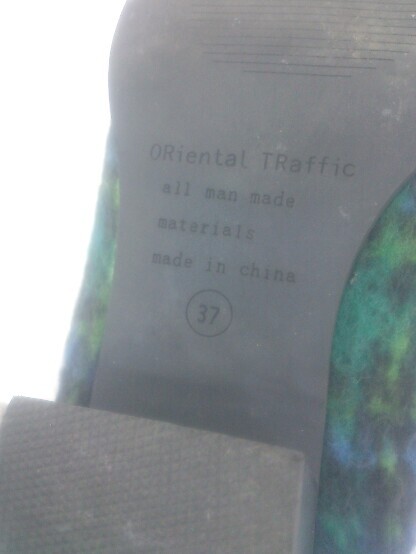 ORiental TRaffic
all man made
materials
made in china
37